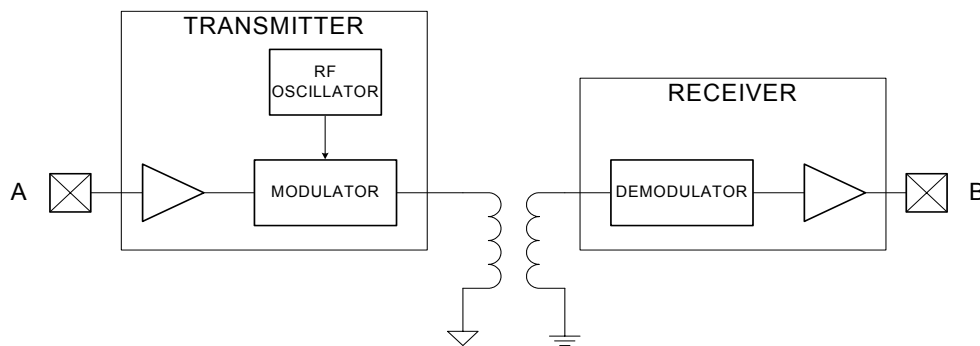 TRANSMITTER
RF
OSCILLATOR
RECEIVER
A
MODULATOR
DEMODULATOR
B